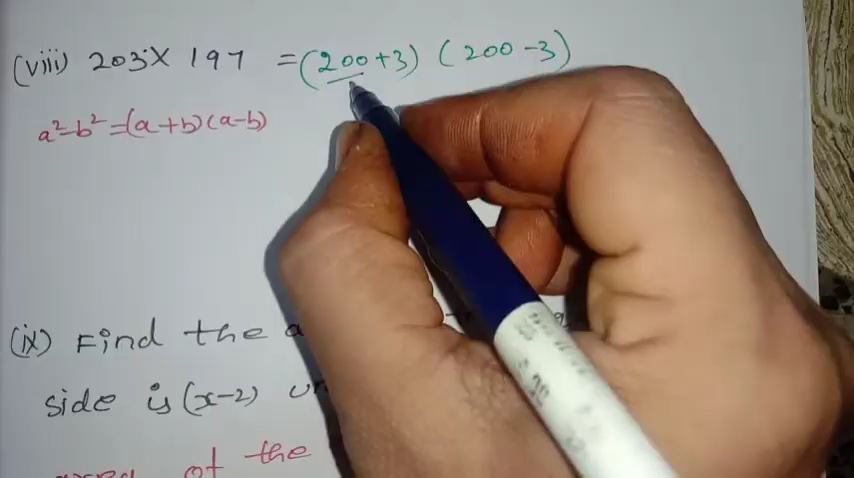 (viii) 203 × 197 = (200 + 3) (200 - 3)
a² - b² = (a + b) (a - b)
(ix) Find the
side is (x - 2)
of the